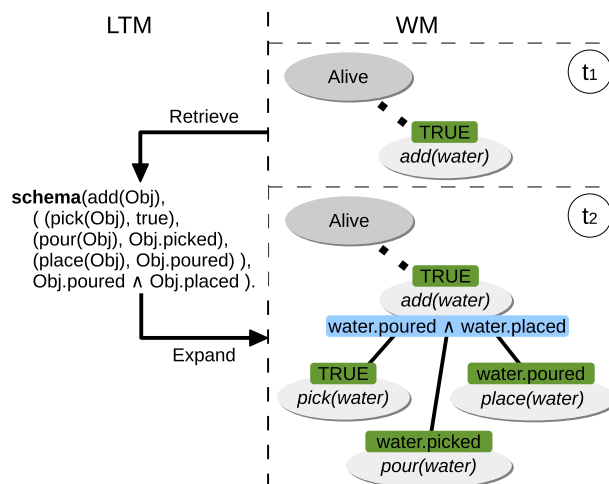 LTM
WM
t1
Alive
Retrieve
TRUE
add(water)
schema(add(Obj),
( (pick(Obj), true),
(pour(Obj), Obj.picked),
(place(Obj), Obj.poured) ),
Obj.poured ∧ Obj.placed ).
t2
Alive
TRUE
add(water)
water.poured ∧ water.placed
Expand
TRUE
pick(water)
water.poured
place(water)
water.picked
pour(water)